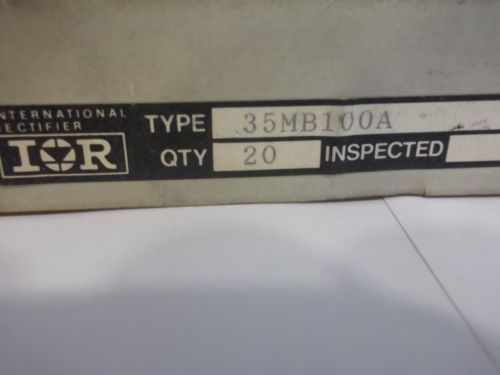 INTERNATIONAL
RECTIFIER
IOR
TYPE 35MB100A
QTY 20 INSPECTED